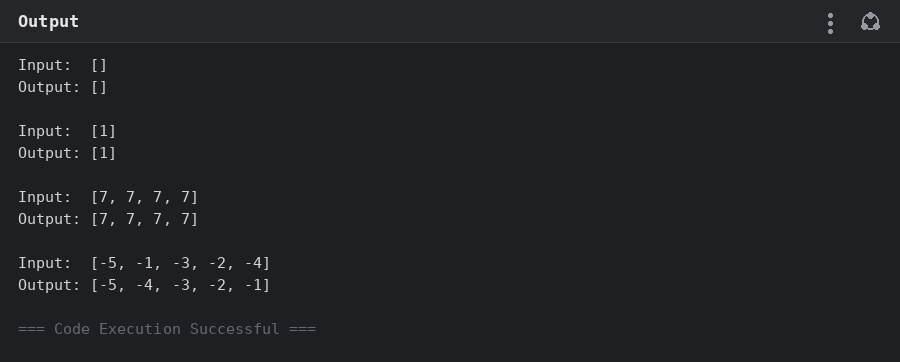 Output
Input:  []
Output: []
Input:  [1]
Output: [1]
Input:  [7, 7, 7, 7]
Output: [7, 7, 7, 7]
Input:  [-5, -1, -3, -2, -4]
Output: [-5, -4, -3, -2, -1]
=== Code Execution Successful ===